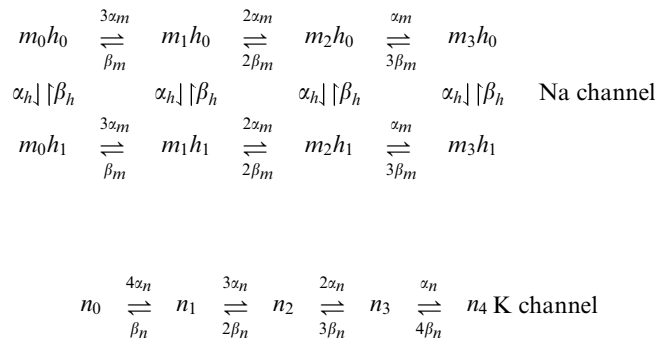 3αₘ 2αₘ αₘ
m₀h₀ ⇌ m₁h₀ ⇌ m₂h₀ ⇌ m₃h₀
βₘ 2βₘ 3βₘ
αₕ⇃↾βₕ αₕ⇃↾βₕ αₕ⇃↾βₕ αₕ⇃↾βₕ Na channel
3αₘ 2αₘ αₘ
m₀h₁ ⇌ m₁h₁ ⇌ m₂h₁ ⇌ m₃h₁
βₘ 2βₘ 3βₘ
4αₙ 3αₙ 2αₙ αₙ
n₀ ⇌ n₁ ⇌ n₂ ⇌ n₃ ⇌ n₄ K channel
βₙ 2βₙ 3βₙ 4βₙ